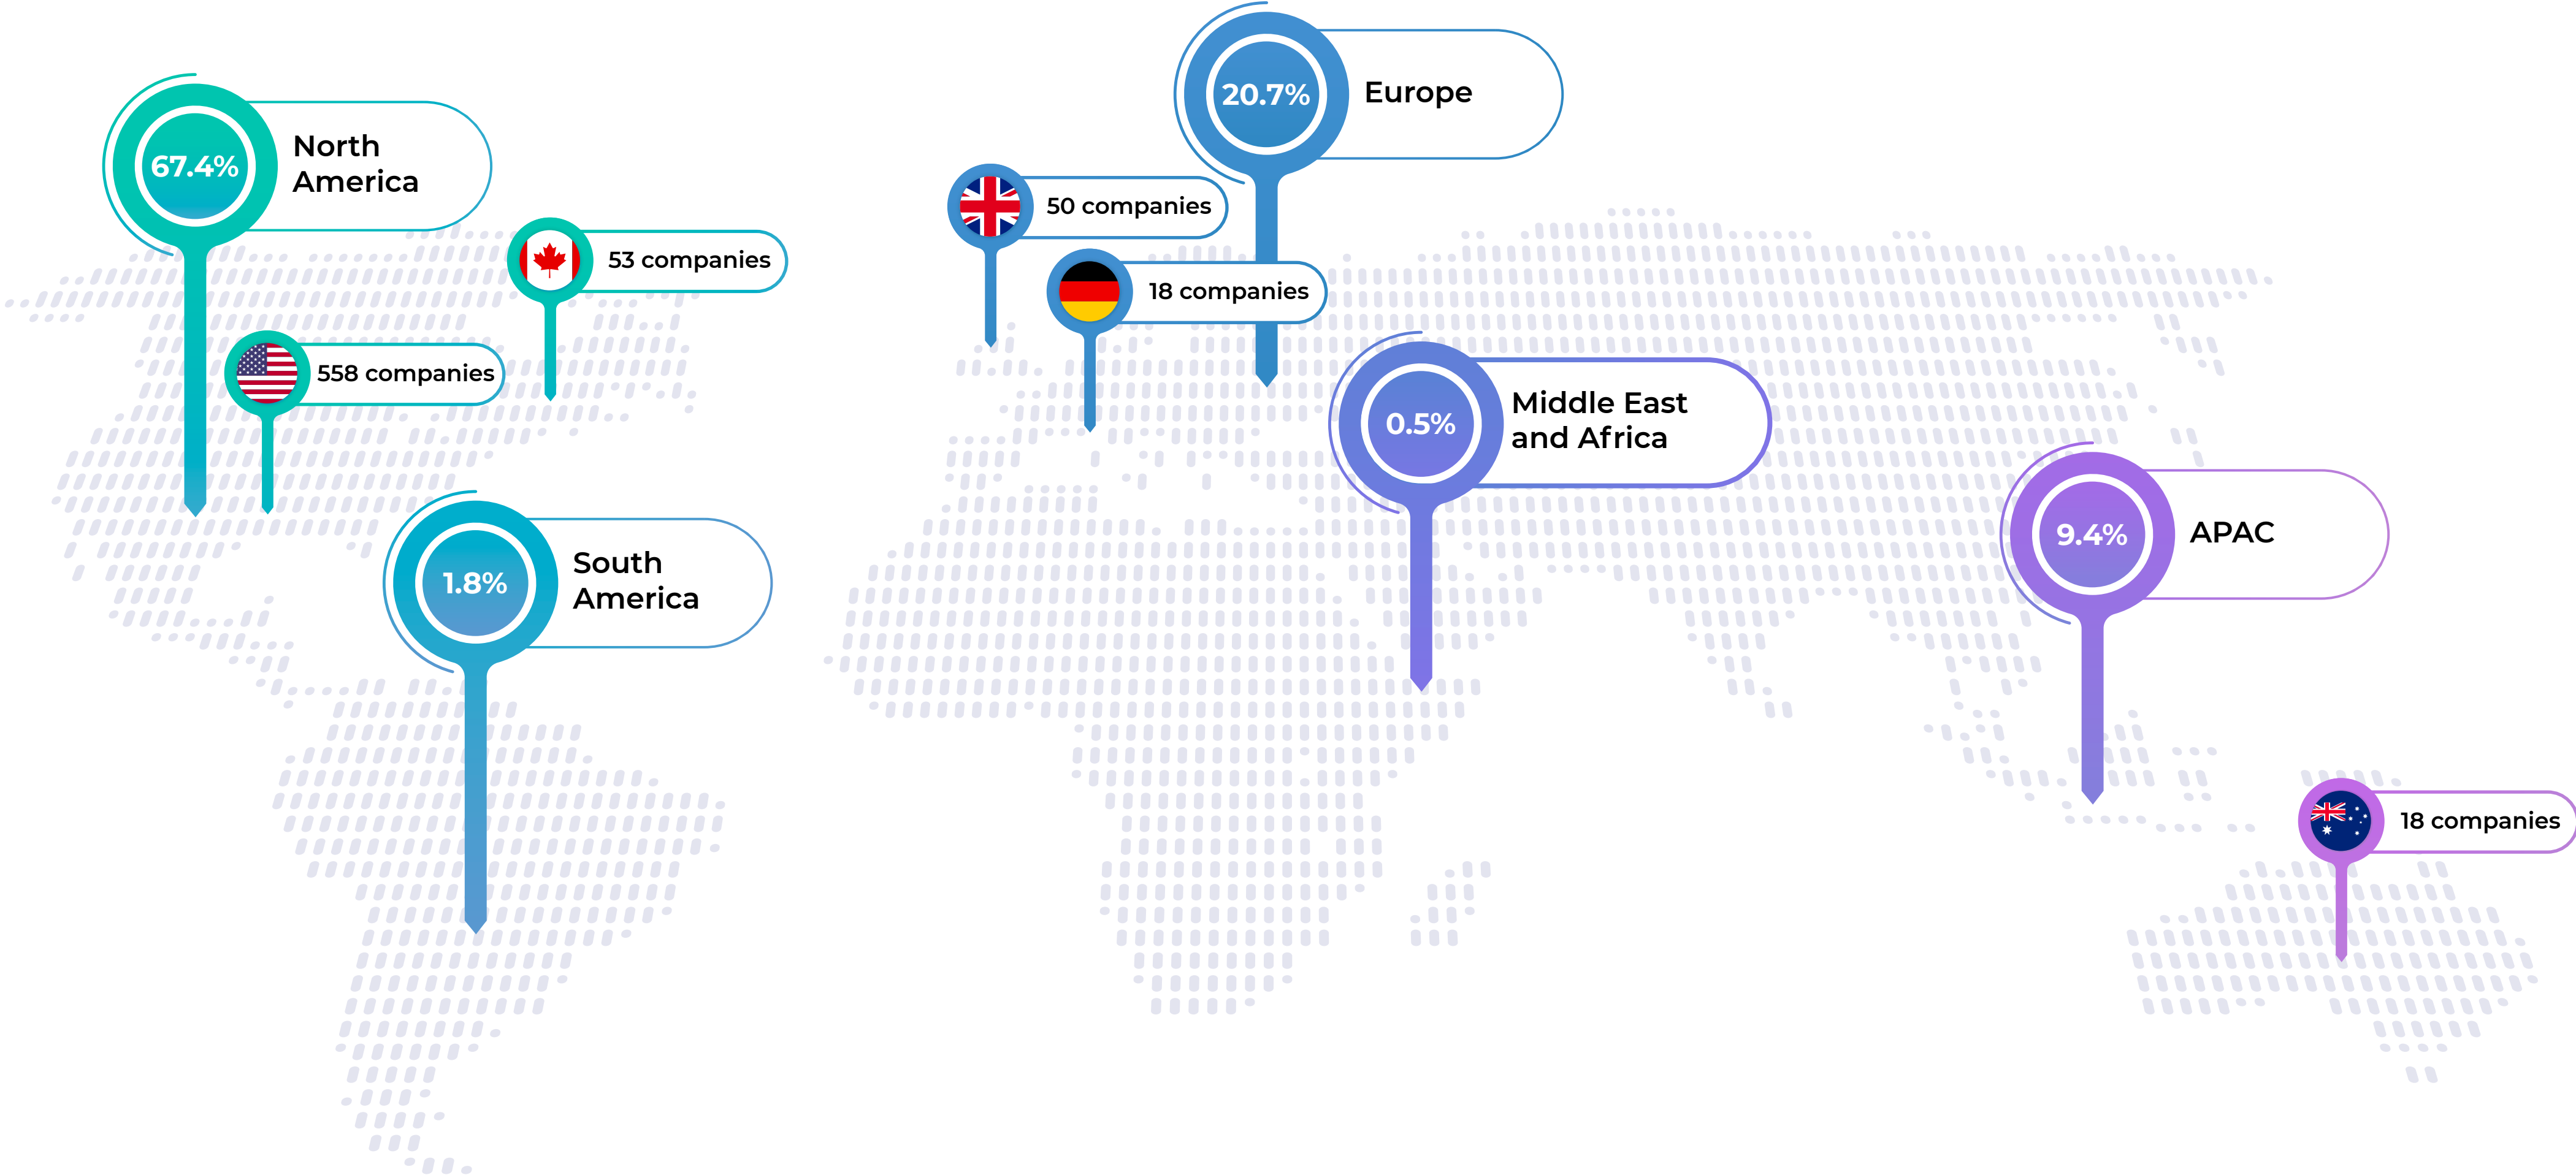 67.4%
North
America
53 companies
558 companies
1.8%
South
America
20.7%
Europe
50 companies
18 companies
0.5%
Middle East
and Africa
9.4%
APAC
18 companies